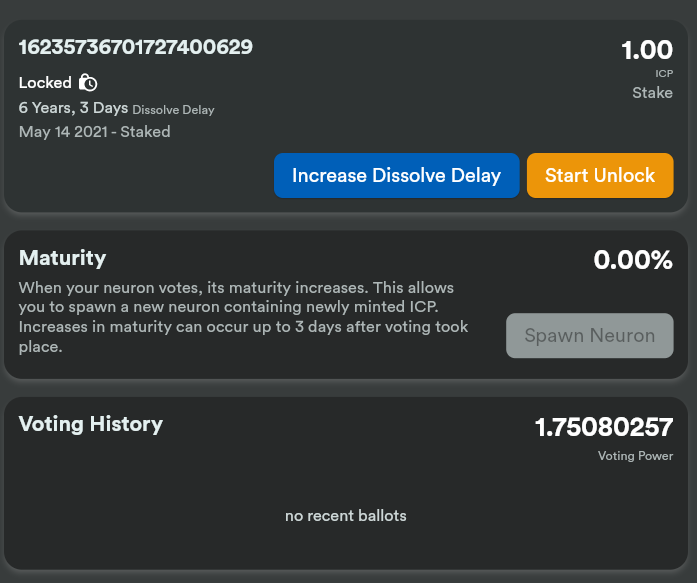 16235736701727400629
1.00
ICP
Stake
Locked
6 Years, 3 Days Dissolve Delay
May 14 2021 - Staked
Increase Dissolve Delay
Start Unlock
Maturity
0.00%
When your neuron votes, its maturity increases. This allows
you to spawn a new neuron containing newly minted ICP.
Increases in maturity can occur up to 3 days after voting took
place.
Spawn Neuron
Voting History
1.75080257
Voting Power
no recent ballots